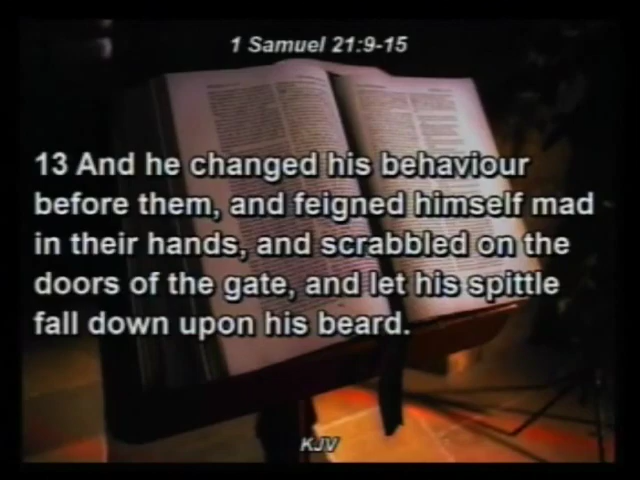 1 Samuel 21:9-15
13 And he changed his behaviour
before them, and feigned himself mad
in their hands, and scrabbled on the
doors of the gate, and let his spittle
fall down upon his beard.
KJV